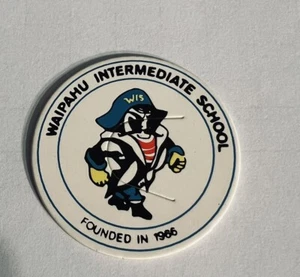 WAIPAHU INTERMEDIATE SCHOOL
WIS
FOUNDED IN 1966